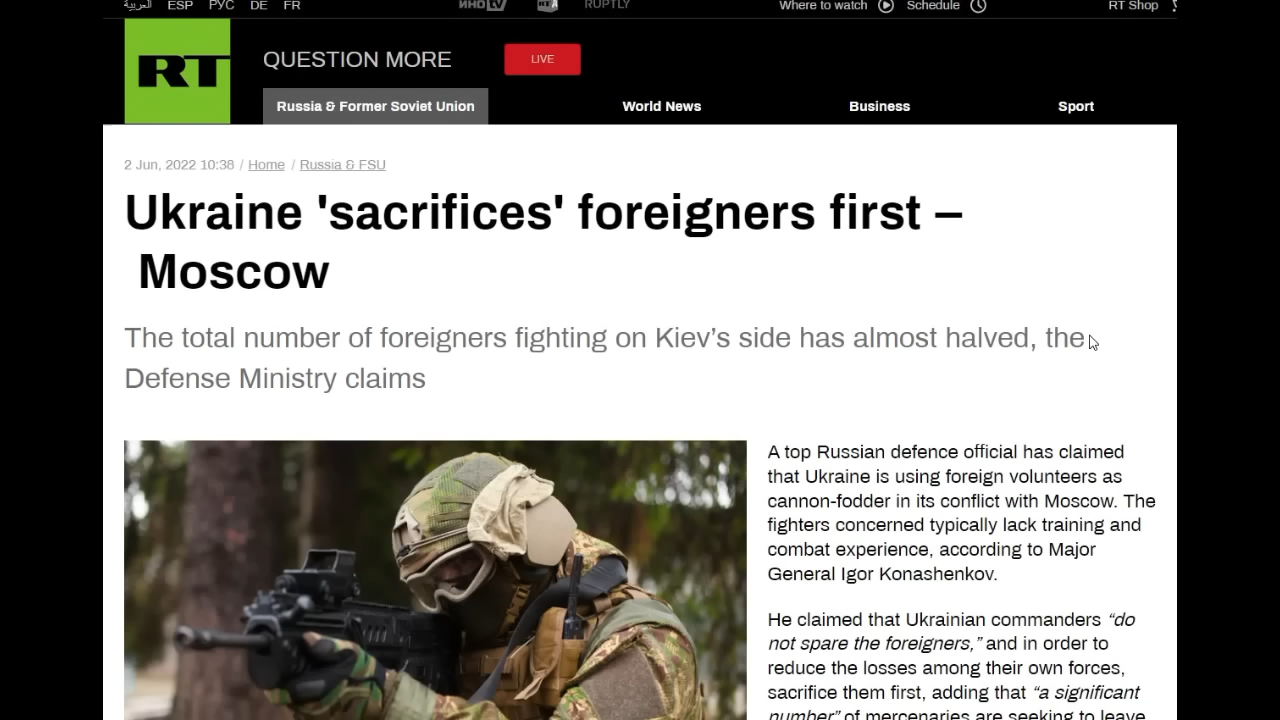 العربية ESP РУС DE FR ИНОTV RUPTLY Where to watch Schedule RT Shop
RT QUESTION MORE LIVE
Russia & Former Soviet Union World News Business Sport
2 Jun, 2022 10:38 / Home / Russia & FSU
Ukraine 'sacrifices' foreigners first –
Moscow
The total number of foreigners fighting on Kiev’s side has almost halved, the
Defense Ministry claims
A top Russian defence official has claimed
that Ukraine is using foreign volunteers as
cannon-fodder in its conflict with Moscow. The
fighters concerned typically lack training and
combat experience, according to Major
General Igor Konashenkov.
He claimed that Ukrainian commanders “do
not spare the foreigners,” and in order to
reduce the losses among their own forces,
sacrifice them first, adding that “a significant
number” of mercenaries are seeking to leave